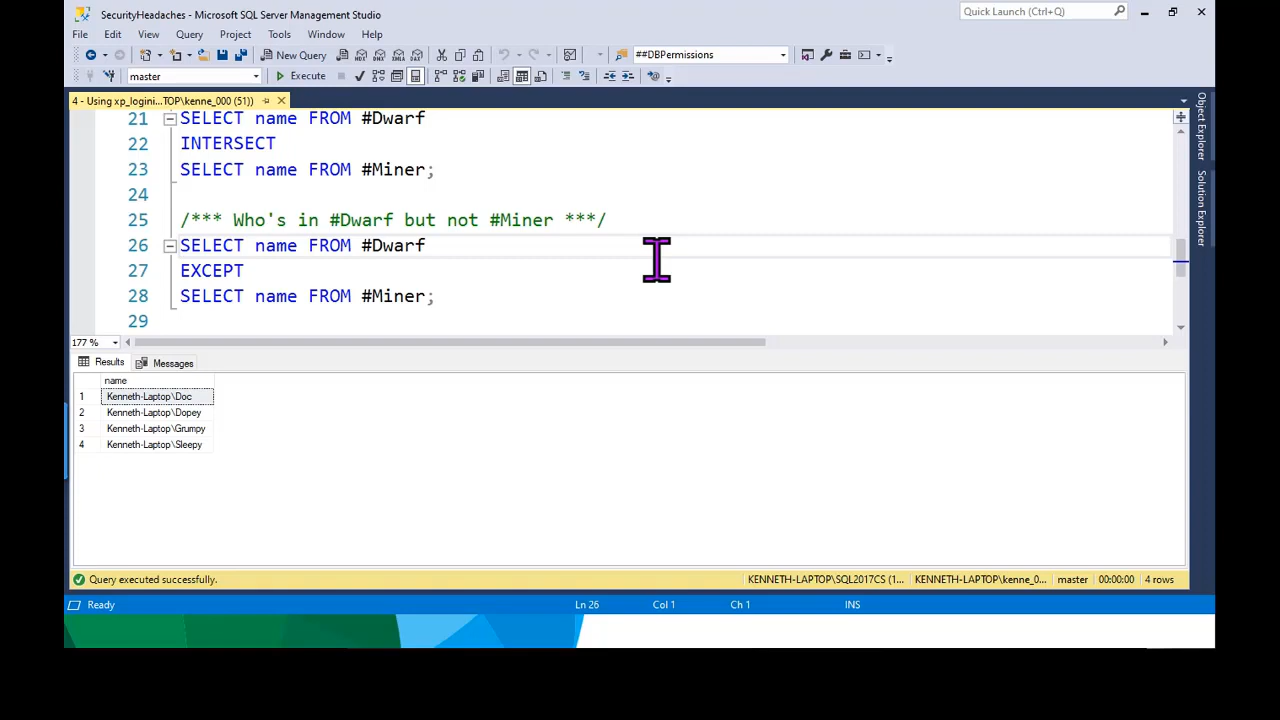 SecurityHeadaches - Microsoft SQL Server Management Studio
Quick Launch (Ctrl+Q)
File Edit View Query Project Tools Window Help
New Query
##DBPermissions
master
Execute
4 - Using xp_logini...TOP\kenne_000 (51))
21 SELECT name FROM #Dwarf
22 INTERSECT
23 SELECT name FROM #Miner;
24
25 /*** Who's in #Dwarf but not #Miner ***/
26 SELECT name FROM #Dwarf
27 EXCEPT
28 SELECT name FROM #Miner;
29
177 %
Results Messages
name
1 Kenneth-Laptop\Doc
2 Kenneth-Laptop\Dopey
3 Kenneth-Laptop\Grumpy
4 Kenneth-Laptop\Sleepy
Query executed successfully.
KENNETH-LAPTOP\SQL2017CS (1... KENNETH-LAPTOP\kenne_0... master 00:00:00 4 rows
Ready Ln 26 Col 1 Ch 1 INS
Object Explorer
Solution Explorer